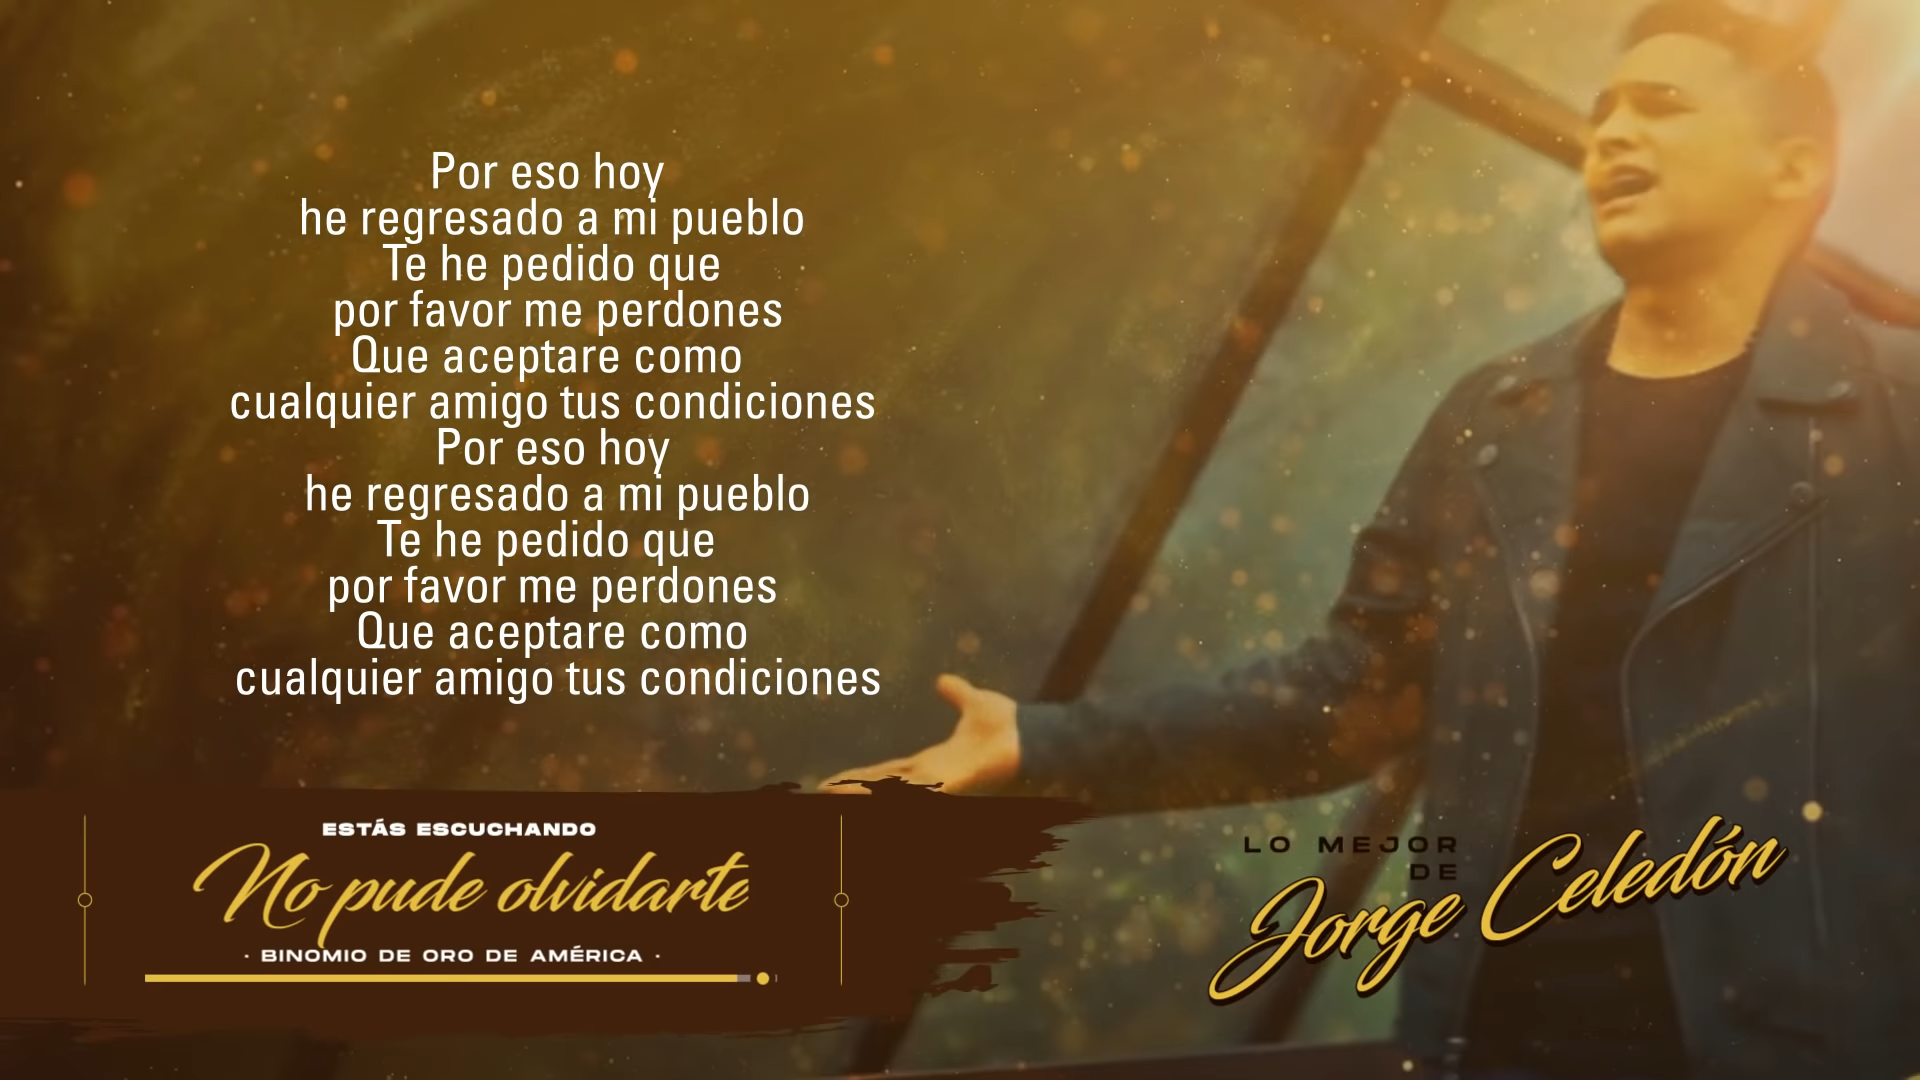 Por eso hoy
he regresado a mi pueblo
Te he pedido que
por favor me perdones
Que aceptare como
cualquier amigo tus condiciones
Por eso hoy
he regresado a mi pueblo
Te he pedido que
por favor me perdones
Que aceptare como
cualquier amigo tus condiciones
ESTÁS ESCUCHANDO
No pude olvidarte
· BINOMIO DE ORO DE AMÉRICA ·
LO MEJOR
DE
Jorge Celedón